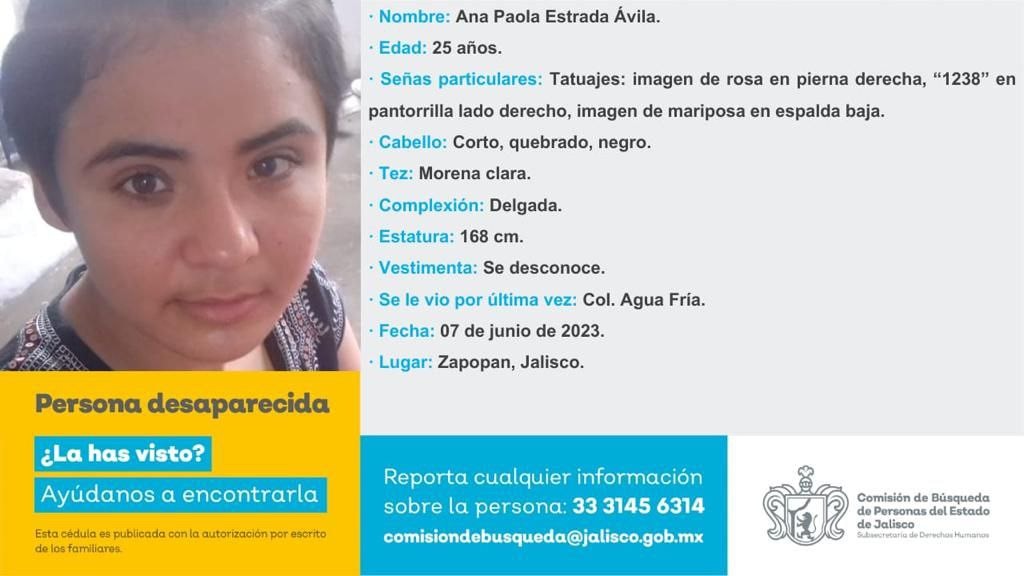 · Nombre: Ana Paola Estrada Ávila.
· Edad: 25 años.
· Señas particulares: Tatuajes: imagen de rosa en pierna derecha, “1238” en
pantorrilla lado derecho, imagen de mariposa en espalda baja.
· Cabello: Corto, quebrado, negro.
· Tez: Morena clara.
· Complexión: Delgada.
· Estatura: 168 cm.
· Vestimenta: Se desconoce.
· Se le vio por última vez: Col. Agua Fría.
· Fecha: 07 de junio de 2023.
· Lugar: Zapopan, Jalisco.
Persona desaparecida
¿La has visto?
Ayúdanos a encontrarla
Esta cédula es publicada con la autorización por escrito
de los familiares.
Reporta cualquier información
sobre la persona: 33 3145 6314
comisiondebusqueda@jalisco.gob.mx
Comisión de Búsqueda
de Personas del Estado
de Jalisco
Subsecretaría de Derechos Humanos